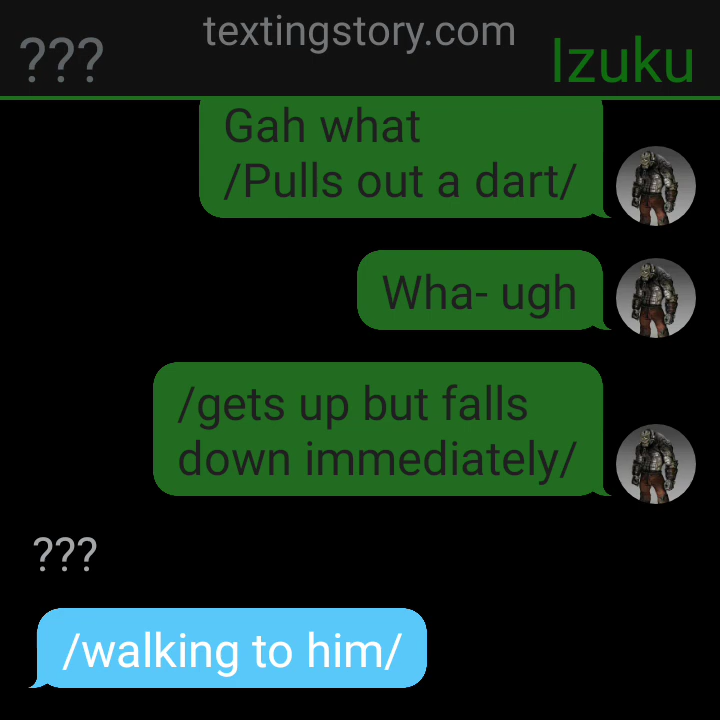 textingstory.com
??? Izuku
Gah what
/Pulls out a dart/
Wha- ugh
/gets up but falls
down immediately/
???
/walking to him/